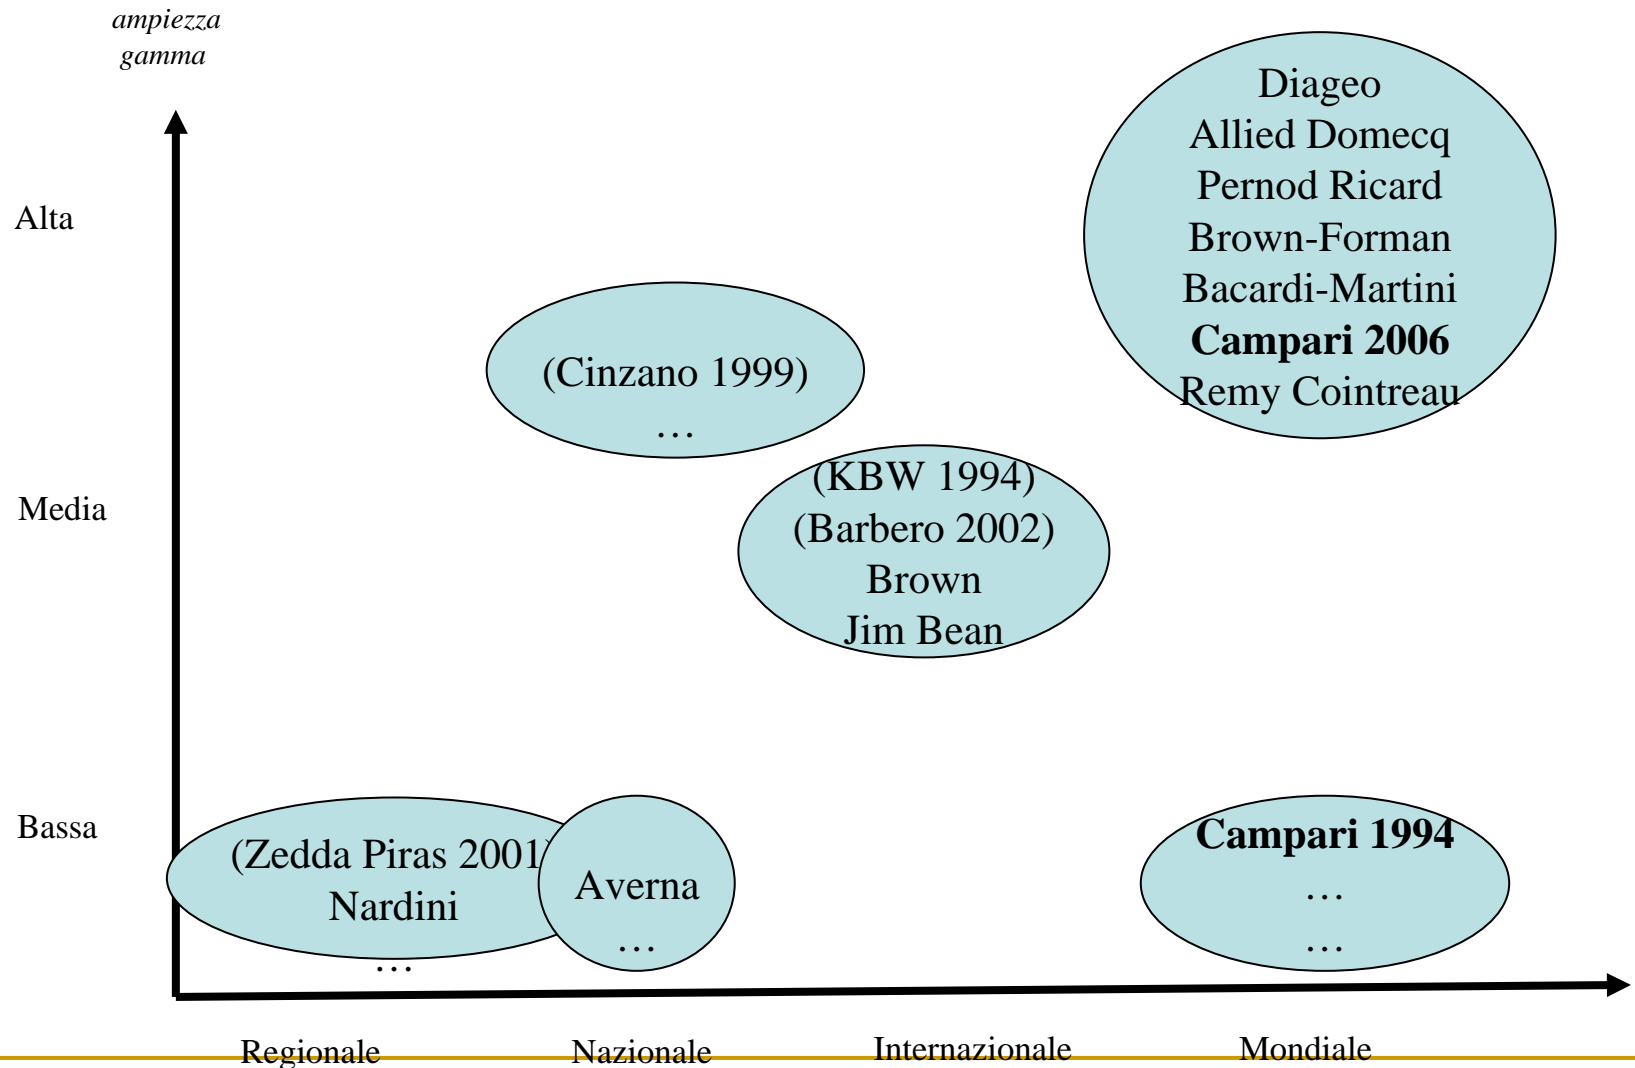 ampiezza
gamma
Alta
Media
Bassa
Diageo
Allied Domecq
Pernod Ricard
Brown-Forman
Bacardi-Martini
Campari 2006
Remy Cointreau
(Cinzano 1999)
…
(KBW 1994)
(Barbero 2002)
Brown
Jim Bean
(Zedda Piras 2001)
Nardini
…
Averna
…
Campari 1994
…
…
Regionale
Nazionale
Internazionale
Mondiale